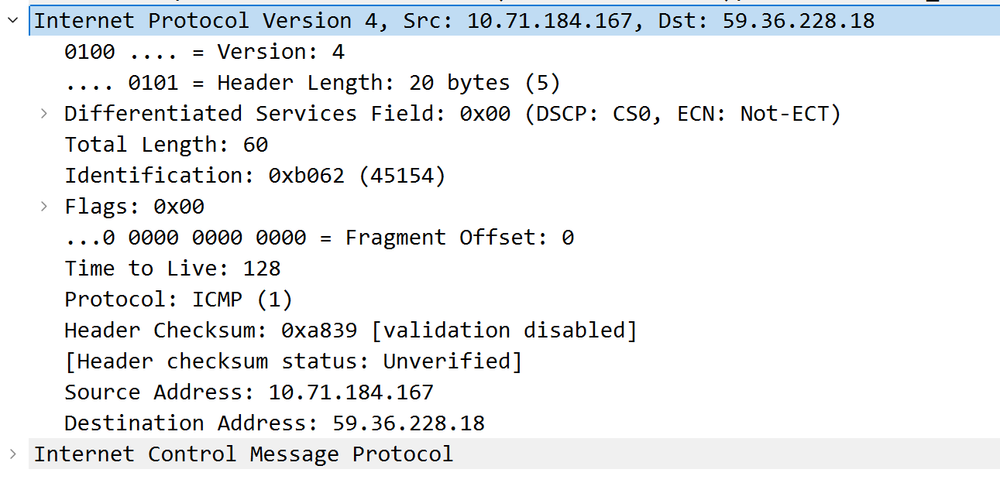 Internet Protocol Version 4, Src: 10.71.184.167, Dst: 59.36.228.18
0100 .... = Version: 4
.... 0101 = Header Length: 20 bytes (5)
Differentiated Services Field: 0x00 (DSCP: CS0, ECN: Not-ECT)
Total Length: 60
Identification: 0xb062 (45154)
Flags: 0x00
...0 0000 0000 0000 = Fragment Offset: 0
Time to Live: 128
Protocol: ICMP (1)
Header Checksum: 0xa839 [validation disabled]
[Header checksum status: Unverified]
Source Address: 10.71.184.167
Destination Address: 59.36.228.18
Internet Control Message Protocol